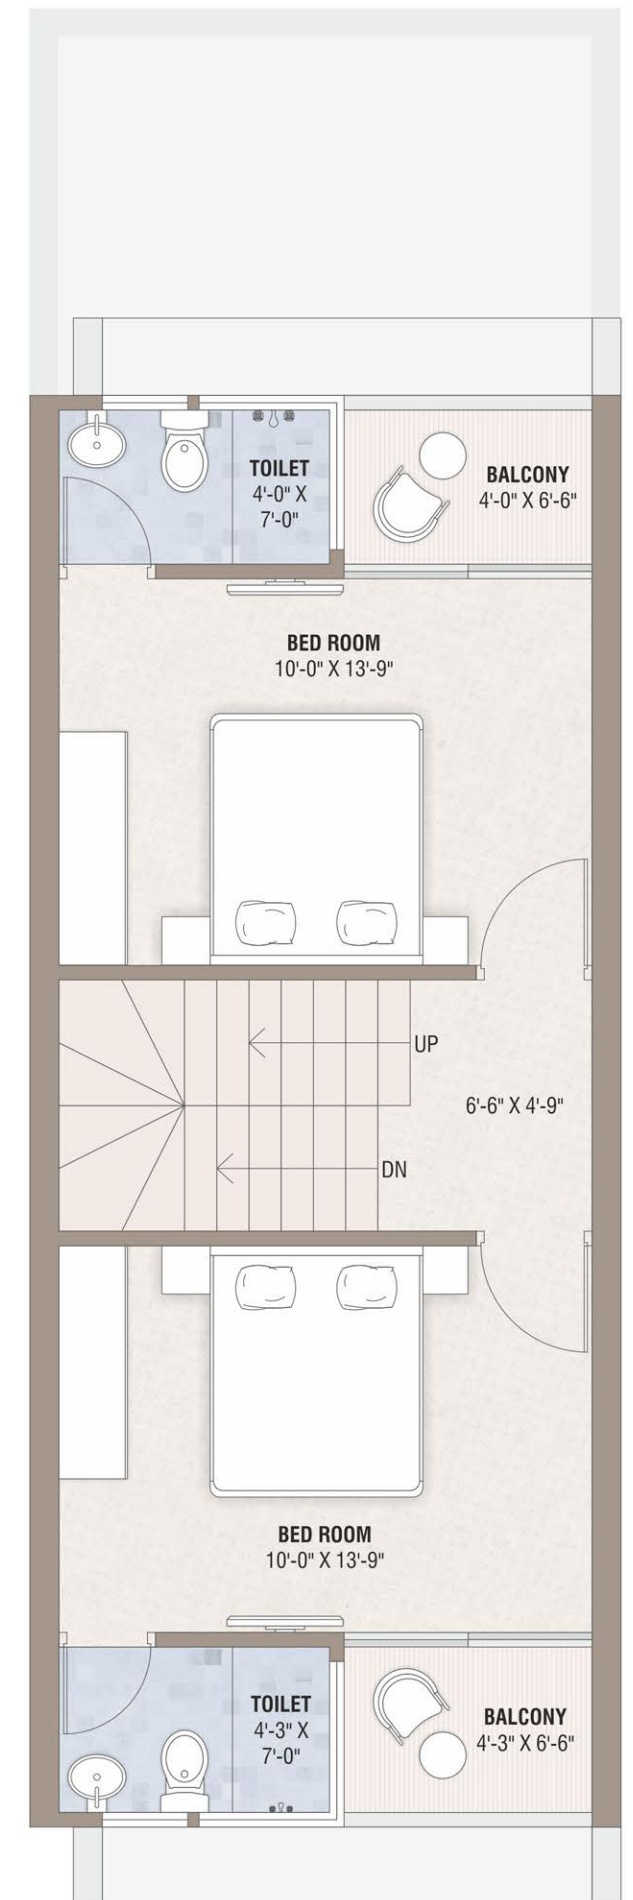 TOILET
4'-0" X
7'-0"
BALCONY
4'-0" X 6'-6"
BED ROOM
10'-0" X 13'-9"
UP
6'-6" X 4'-9"
DN
BED ROOM
10'-0" X 13'-9"
TOILET
4'-3" X
7'-0"
BALCONY
4'-3" X 6'-6"